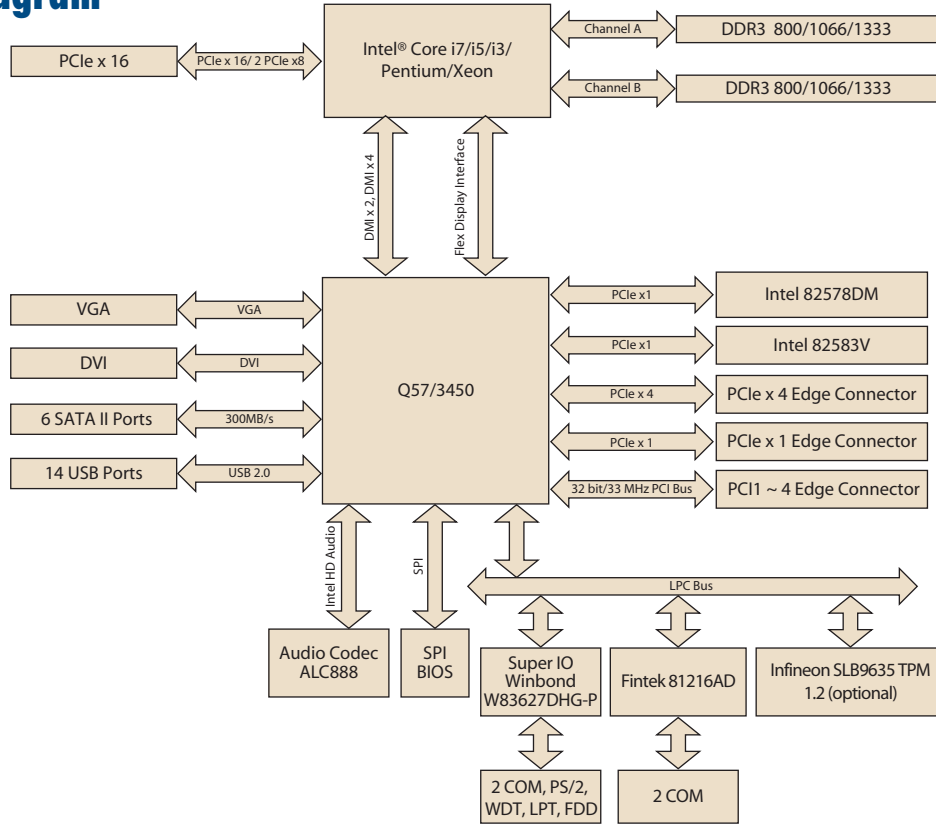 PCIe x 16
PCIe x 16/ 2 PCIe x8
Intel® Core i7/i5/i3/
Pentium/Xeon
Channel A
DDR3 800/1066/1333
Channel B
DDR3 800/1066/1333
DMI x 2, DMI x 4
Flex Display Interface
VGA
VGA
DVI
DVI
6 SATA II Ports
300MB/s
14 USB Ports
USB 2.0
Q57/3450
PCIe x1
Intel 82578DM
PCIe x1
Intel 82583V
PCIe x 4
PCIe x 4 Edge Connector
PCIe x 1
PCIe x 1 Edge Connector
32 bit/33 MHz PCI Bus
PCI1 ~ 4 Edge Connector
Intel HD Audio
SPI
LPC Bus
Audio Codec
ALC888
SPI
BIOS
Super IO
Winbond
W83627DHG-P
Fintek 81216AD
Infineon SLB9635 TPM
1.2 (optional)
2 COM, PS/2,
WDT, LPT, FDD
2 COM